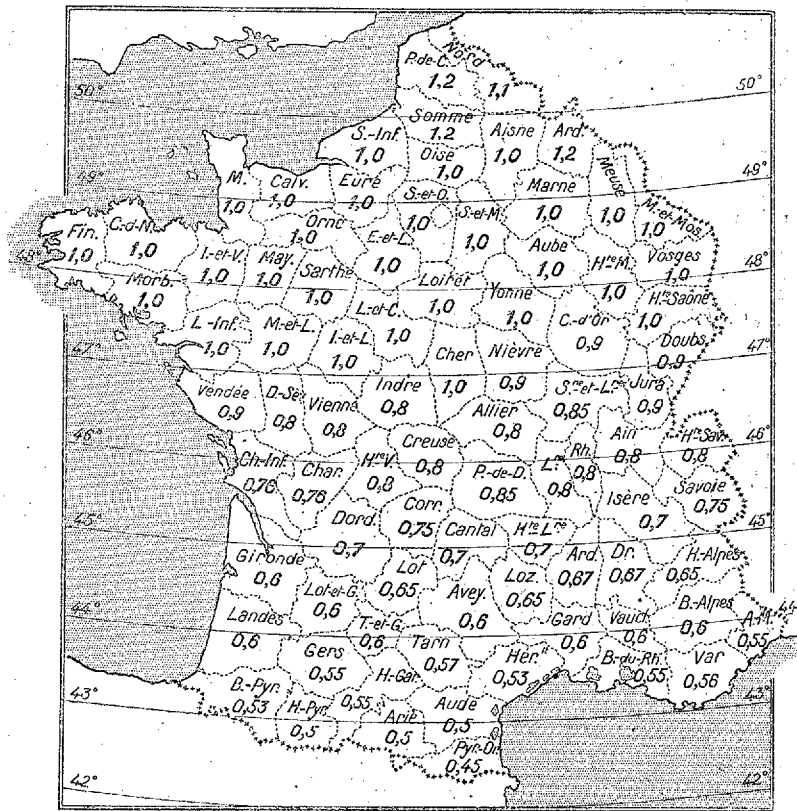 P.-de-C.
1,2
Nord
1,1
50°
50°
Somme
1,2
S.-Inf.
1,0
Oise
1,0
Aisne
1,0
Ard.
1,2
49°
49°
M.
1,0
Calv.
1,0
Eure
1,0
S.-et-O.
1,0
S.-et-M.
1,0
Marne
1,0
Meuse
1,0
M.-et-Mos.
1,0
Orne
1,0
E.-et-L.
1,0
Aube
1,0
Hte M.
1,0
Vosges
1,0
48°
48°
Fin.
1,0
C.-d-N.
1,0
I.-et-V.
1,0
May.
1,0
Sarthe
1,0
Loiret
1,0
Yonne
1,0
Hte Saône
1,0
Morb.
1,0
L.-Inf.
1,0
M.-et-L.
1,0
I.-et-L.
1,0
L.-et-C.
1,0
Cher
1,0
Nièvre
0,9
C.-d'Or
0,9
Doubs
0,9
47°
47°
Vendée
0,9
D.-Sèv.
0,8
Vienne
0,8
Indre
0,8
Allier
0,8
Sne-et-Lre
0,85
Jura
0,9
46°
46°
Ch.-Inf.
0,76
Char.
0,76
Hte V.
0,8
Creuse
0,8
P.-de-D.
0,85
Lre
0,8
Rh.
0,8
Ain
0,8
Hte Sav.
0,8
Isère
0,7
Savoie
0,75
45°
45°
Dord.
0,7
Corr.
0,75
Cantal
0,7
Hte Lre
0,7
Gironde
0,6
Lot-et-G.
0,6
Lot
0,65
Avey.
0,6
Loz.
0,65
Ard.
0,67
Dr.
0,67
H.-Alpes
0,65
44°
44°
Landes
0,6
T.-et-G.
0,6
Tarn
0,57
Gard
0,6
Vaucl.
0,6
B.-Alpes
0,6
A.-M.
0,55
Gers
0,55
H.-Gar.
0,55
Her.
0,53
B.-du-Rh.
0,55
Var
0,56
43°
43°
B.-Pyr.
0,53
H.-Pyr.
0,5
Arie.
0,5
Aude
0,5
Pyr.-Or.
0,45
42°
42°